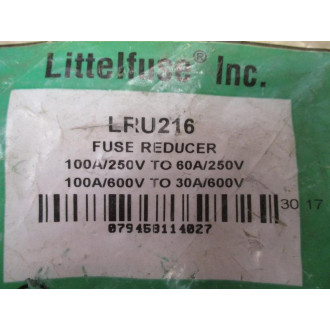 Littelfuse® Inc.
LRU216
FUSE REDUCER
100A/250V TO 60A/250V
100A/600V TO 30A/600V
30 17
079458114027